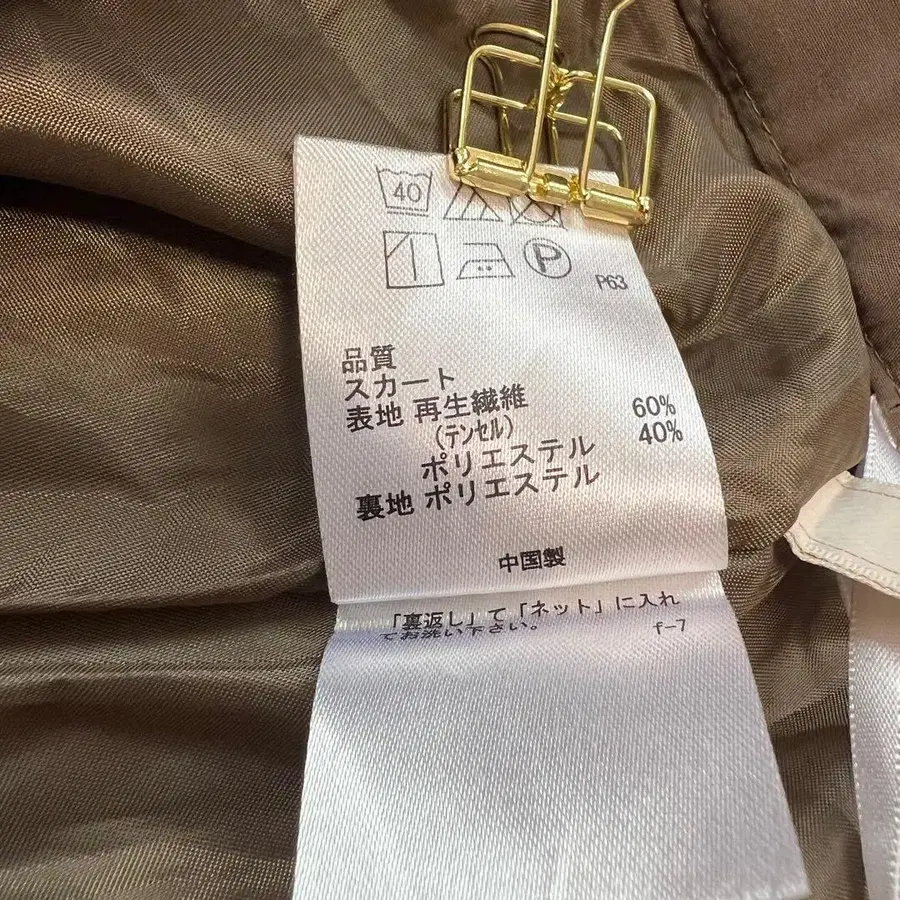 40
P
P63
品質
スカート
表地 再生繊維 60%
(テンセル)
ポリエステル 40%
裏地 ポリエステル
中国製
「裏返し」て「ネット」に入れ
てお洗い下さい。
f-7